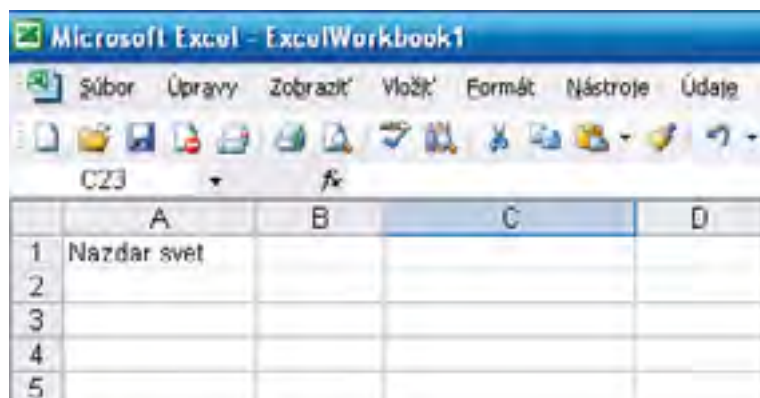 Microsoft Excel - ExcelWorkbook1
Súbor Úpravy Zobraziť Vložiť Formát Nástroje Údaje
C23 fx
A B C D
1 Nazdar svet
2
3
4
5